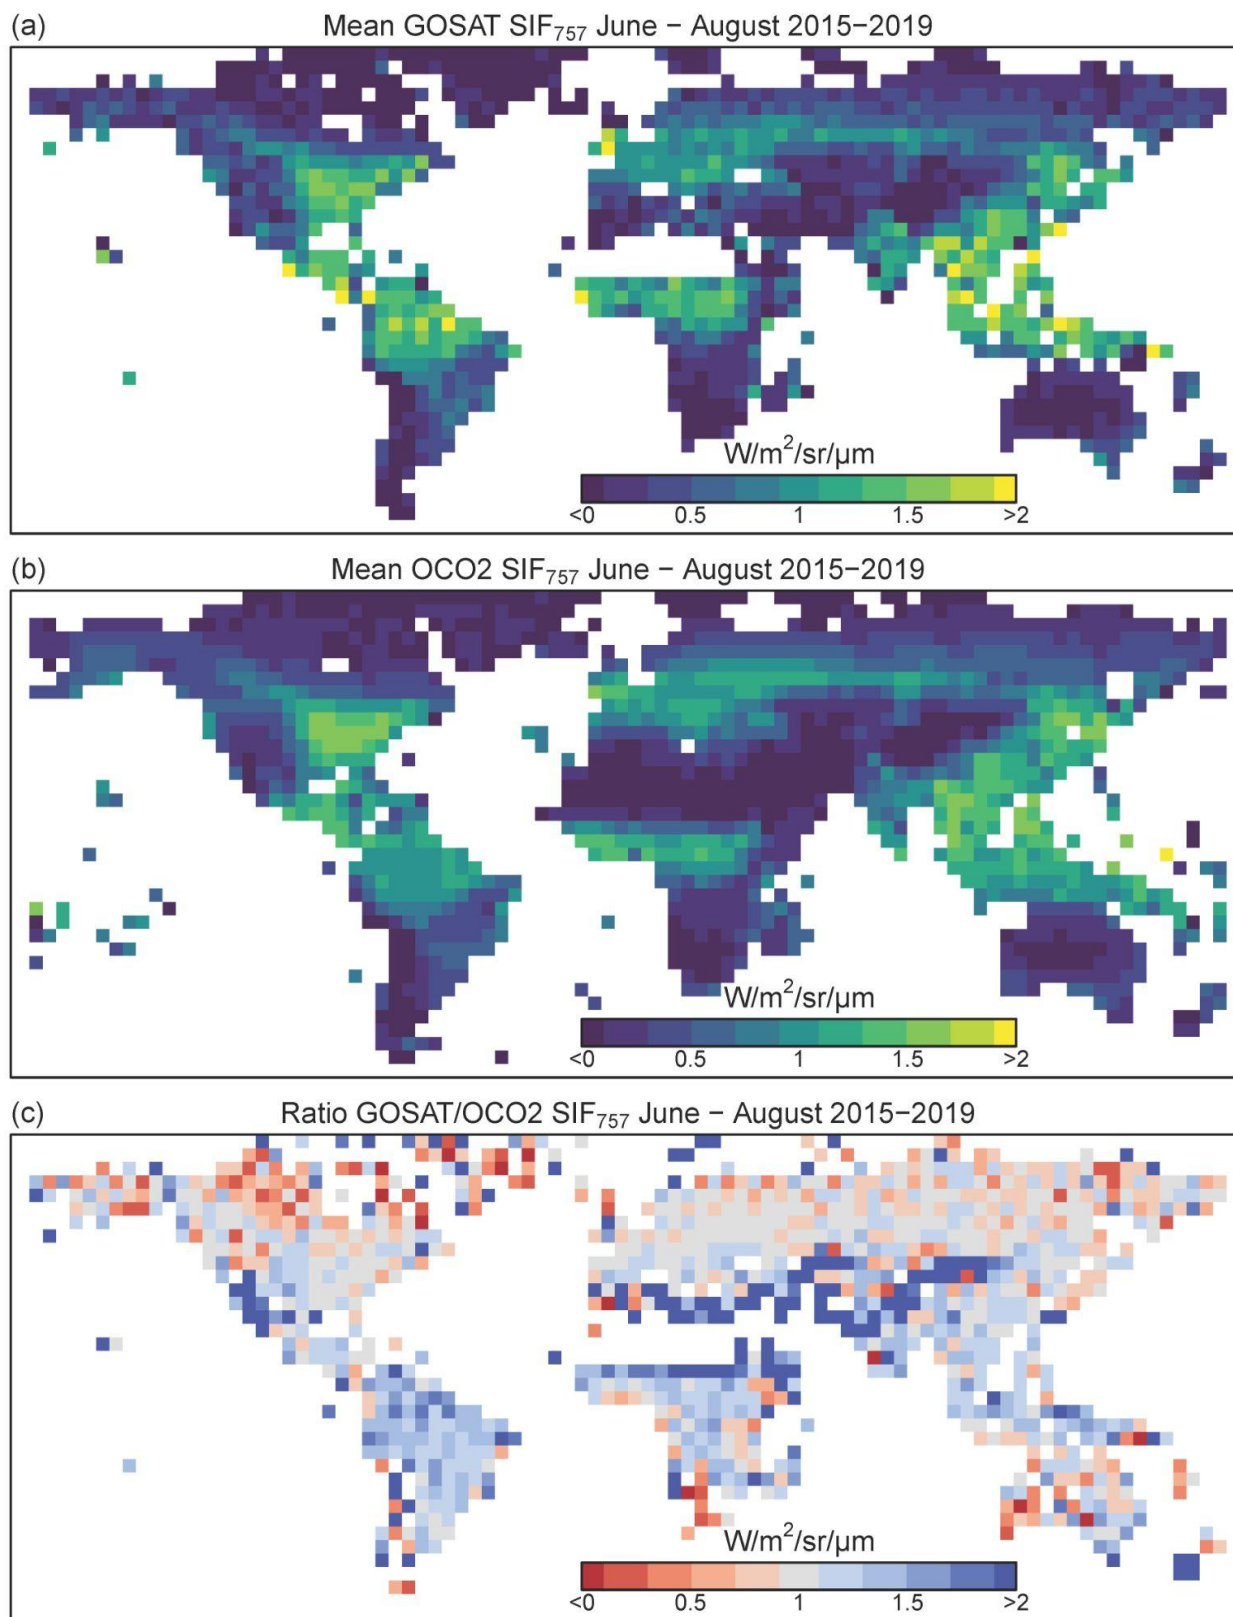 (a) Mean GOSAT SIF₇₅₇ June − August 2015−2019
W/m²/sr/µm
<0 0.5 1 1.5 >2
(b) Mean OCO2 SIF₇₅₇ June − August 2015−2019
W/m²/sr/µm
<0 0.5 1 1.5 >2
(c) Ratio GOSAT/OCO2 SIF₇₅₇ June − August 2015−2019
W/m²/sr/µm
<0 0.5 1 1.5 >2